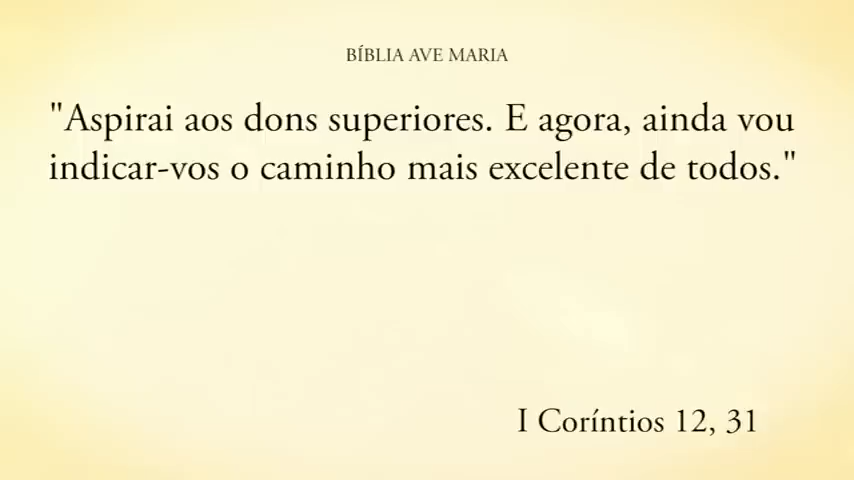 BÍBLIA AVE MARIA
"Aspirai aos dons superiores. E agora, ainda vou
indicar-vos o caminho mais excelente de todos."
I Coríntios 12, 31